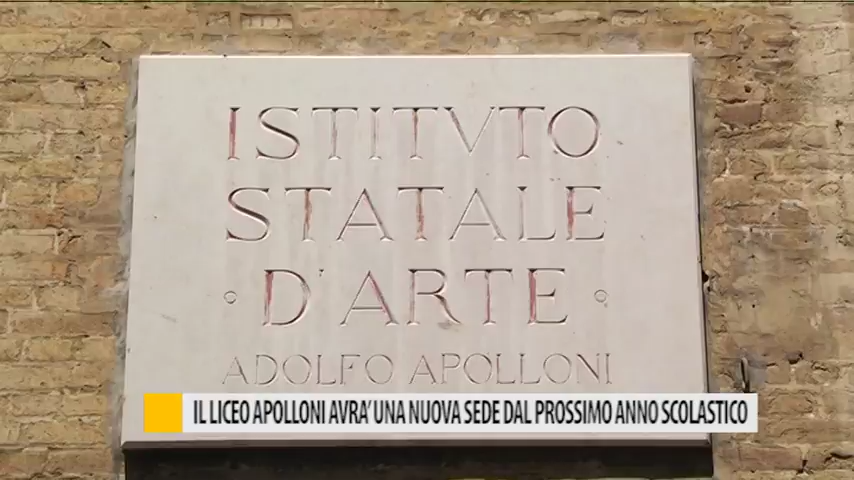 ISTITVTO
STATALE
D'ARTE
ADOLFO APOLLONI
IL LICEO APOLLONI AVRA' UNA NUOVA SEDE DAL PROSSIMO ANNO SCOLASTICO